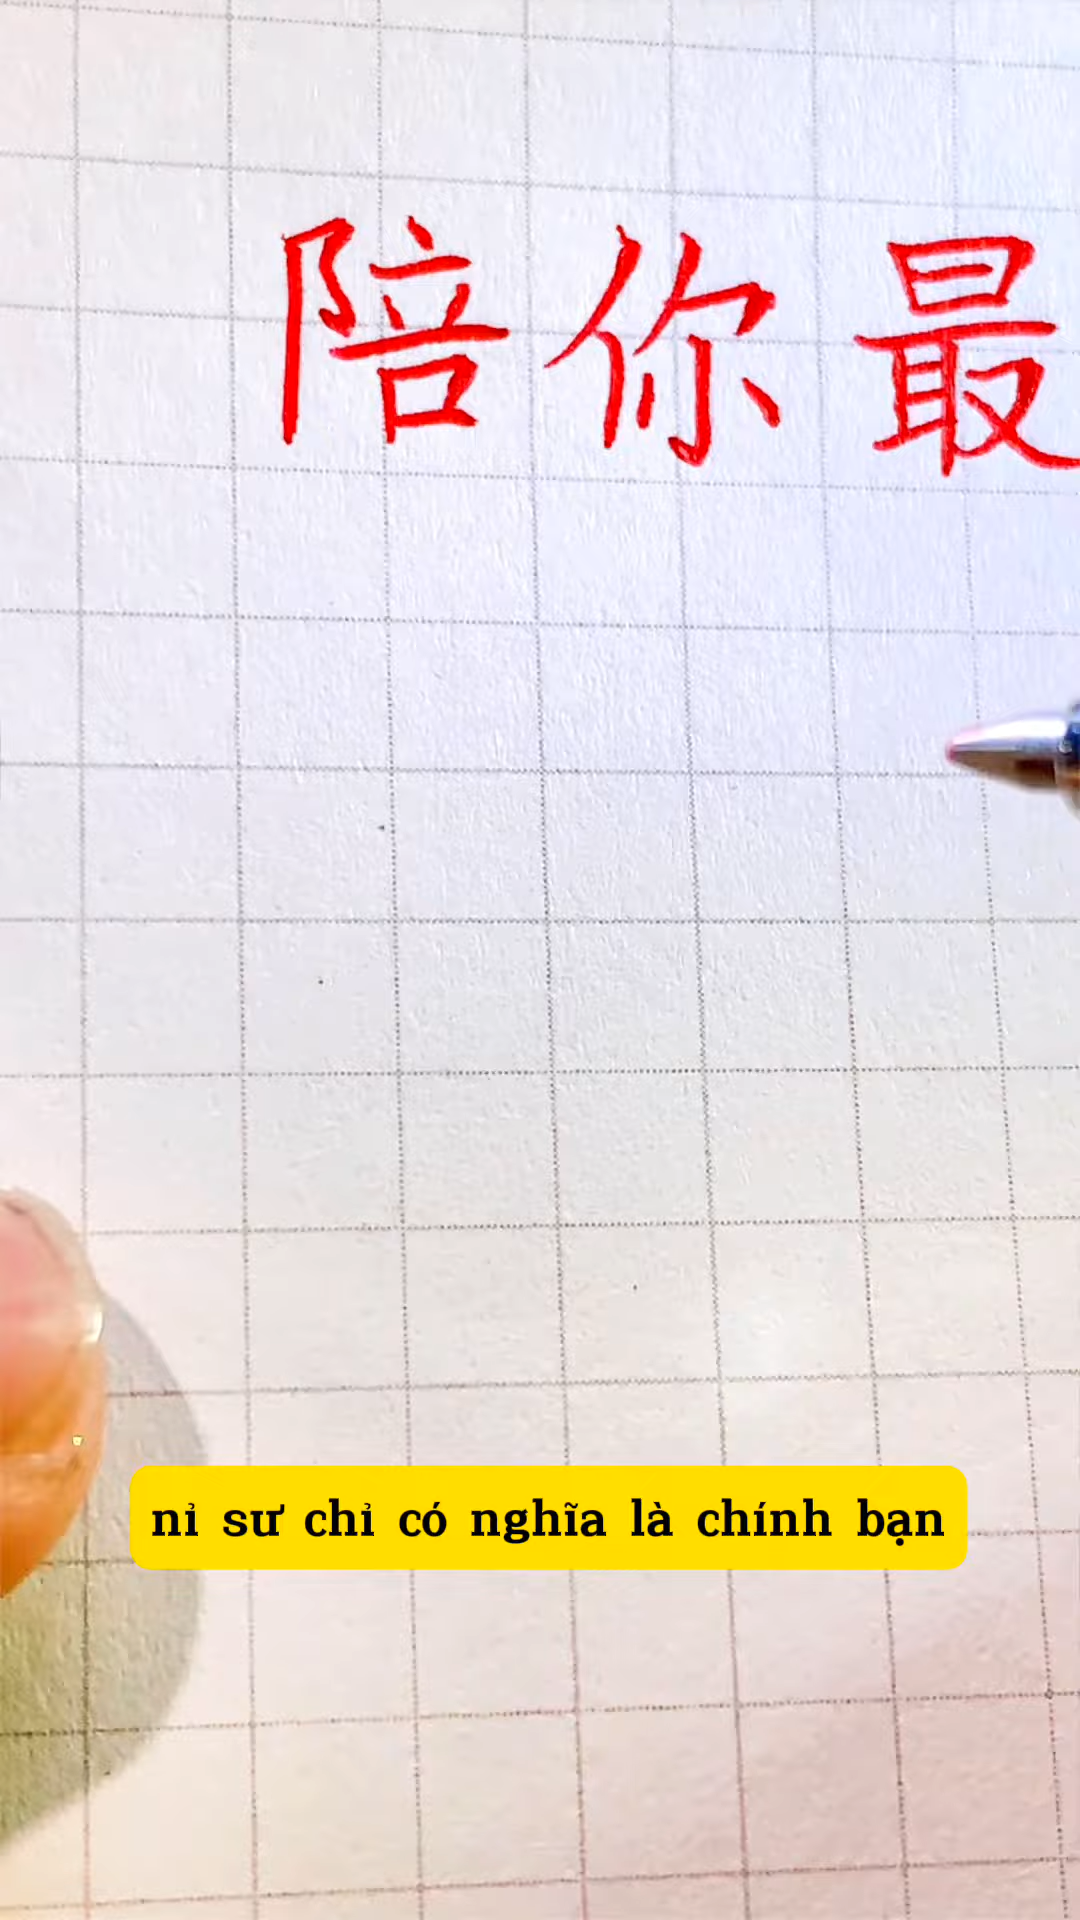 陪你最
nỉ sư chỉ có nghĩa là chính bạn